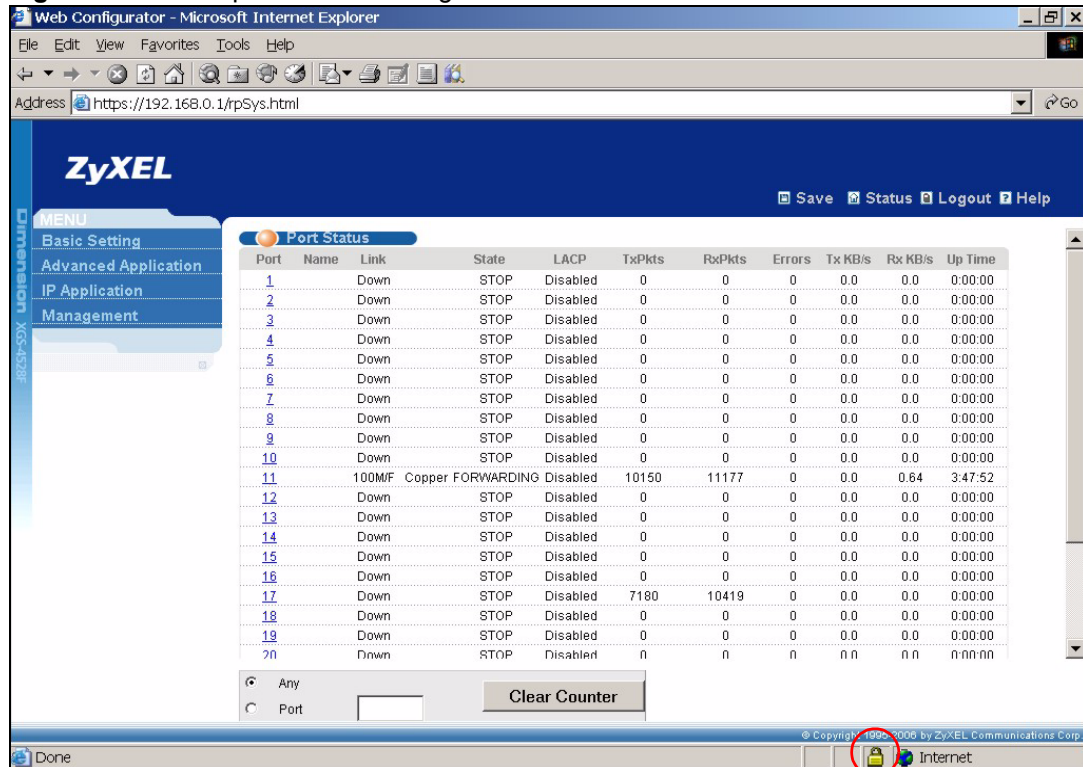 Web Configurator - Microsoft Internet Explorer
File Edit View Favorites Tools Help
Address https://192.168.0.1/rpSys.html Go
ZyXEL
Save Status Logout Help
Dimension XGS-4528F
MENU
Basic Setting
Advanced Application
IP Application
Management
Port Status
Port Name Link State LACP TxPkts RxPkts Errors Tx KB/s Rx KB/s Up Time
1 Down STOP Disabled 0 0 0 0.0 0.0 0:00:00
2 Down STOP Disabled 0 0 0 0.0 0.0 0:00:00
3 Down STOP Disabled 0 0 0 0.0 0.0 0:00:00
4 Down STOP Disabled 0 0 0 0.0 0.0 0:00:00
5 Down STOP Disabled 0 0 0 0.0 0.0 0:00:00
6 Down STOP Disabled 0 0 0 0.0 0.0 0:00:00
7 Down STOP Disabled 0 0 0 0.0 0.0 0:00:00
8 Down STOP Disabled 0 0 0 0.0 0.0 0:00:00
9 Down STOP Disabled 0 0 0 0.0 0.0 0:00:00
10 Down STOP Disabled 0 0 0 0.0 0.0 0:00:00
11 100M/F Copper FORWARDING Disabled 10150 11177 0 0.0 0.64 3:47:52
12 Down STOP Disabled 0 0 0 0.0 0.0 0:00:00
13 Down STOP Disabled 0 0 0 0.0 0.0 0:00:00
14 Down STOP Disabled 0 0 0 0.0 0.0 0:00:00
15 Down STOP Disabled 0 0 0 0.0 0.0 0:00:00
16 Down STOP Disabled 0 0 0 0.0 0.0 0:00:00
17 Down STOP Disabled 7180 10419 0 0.0 0.0 0:00:00
18 Down STOP Disabled 0 0 0 0.0 0.0 0:00:00
19 Down STOP Disabled 0 0 0 0.0 0.0 0:00:00
20 Down STOP Disabled 0 0 0 0.0 0.0 0:00:00
Any
Port
Clear Counter
© Copyright 1995-2006 by ZyXEL Communications Corp.
Done
Internet